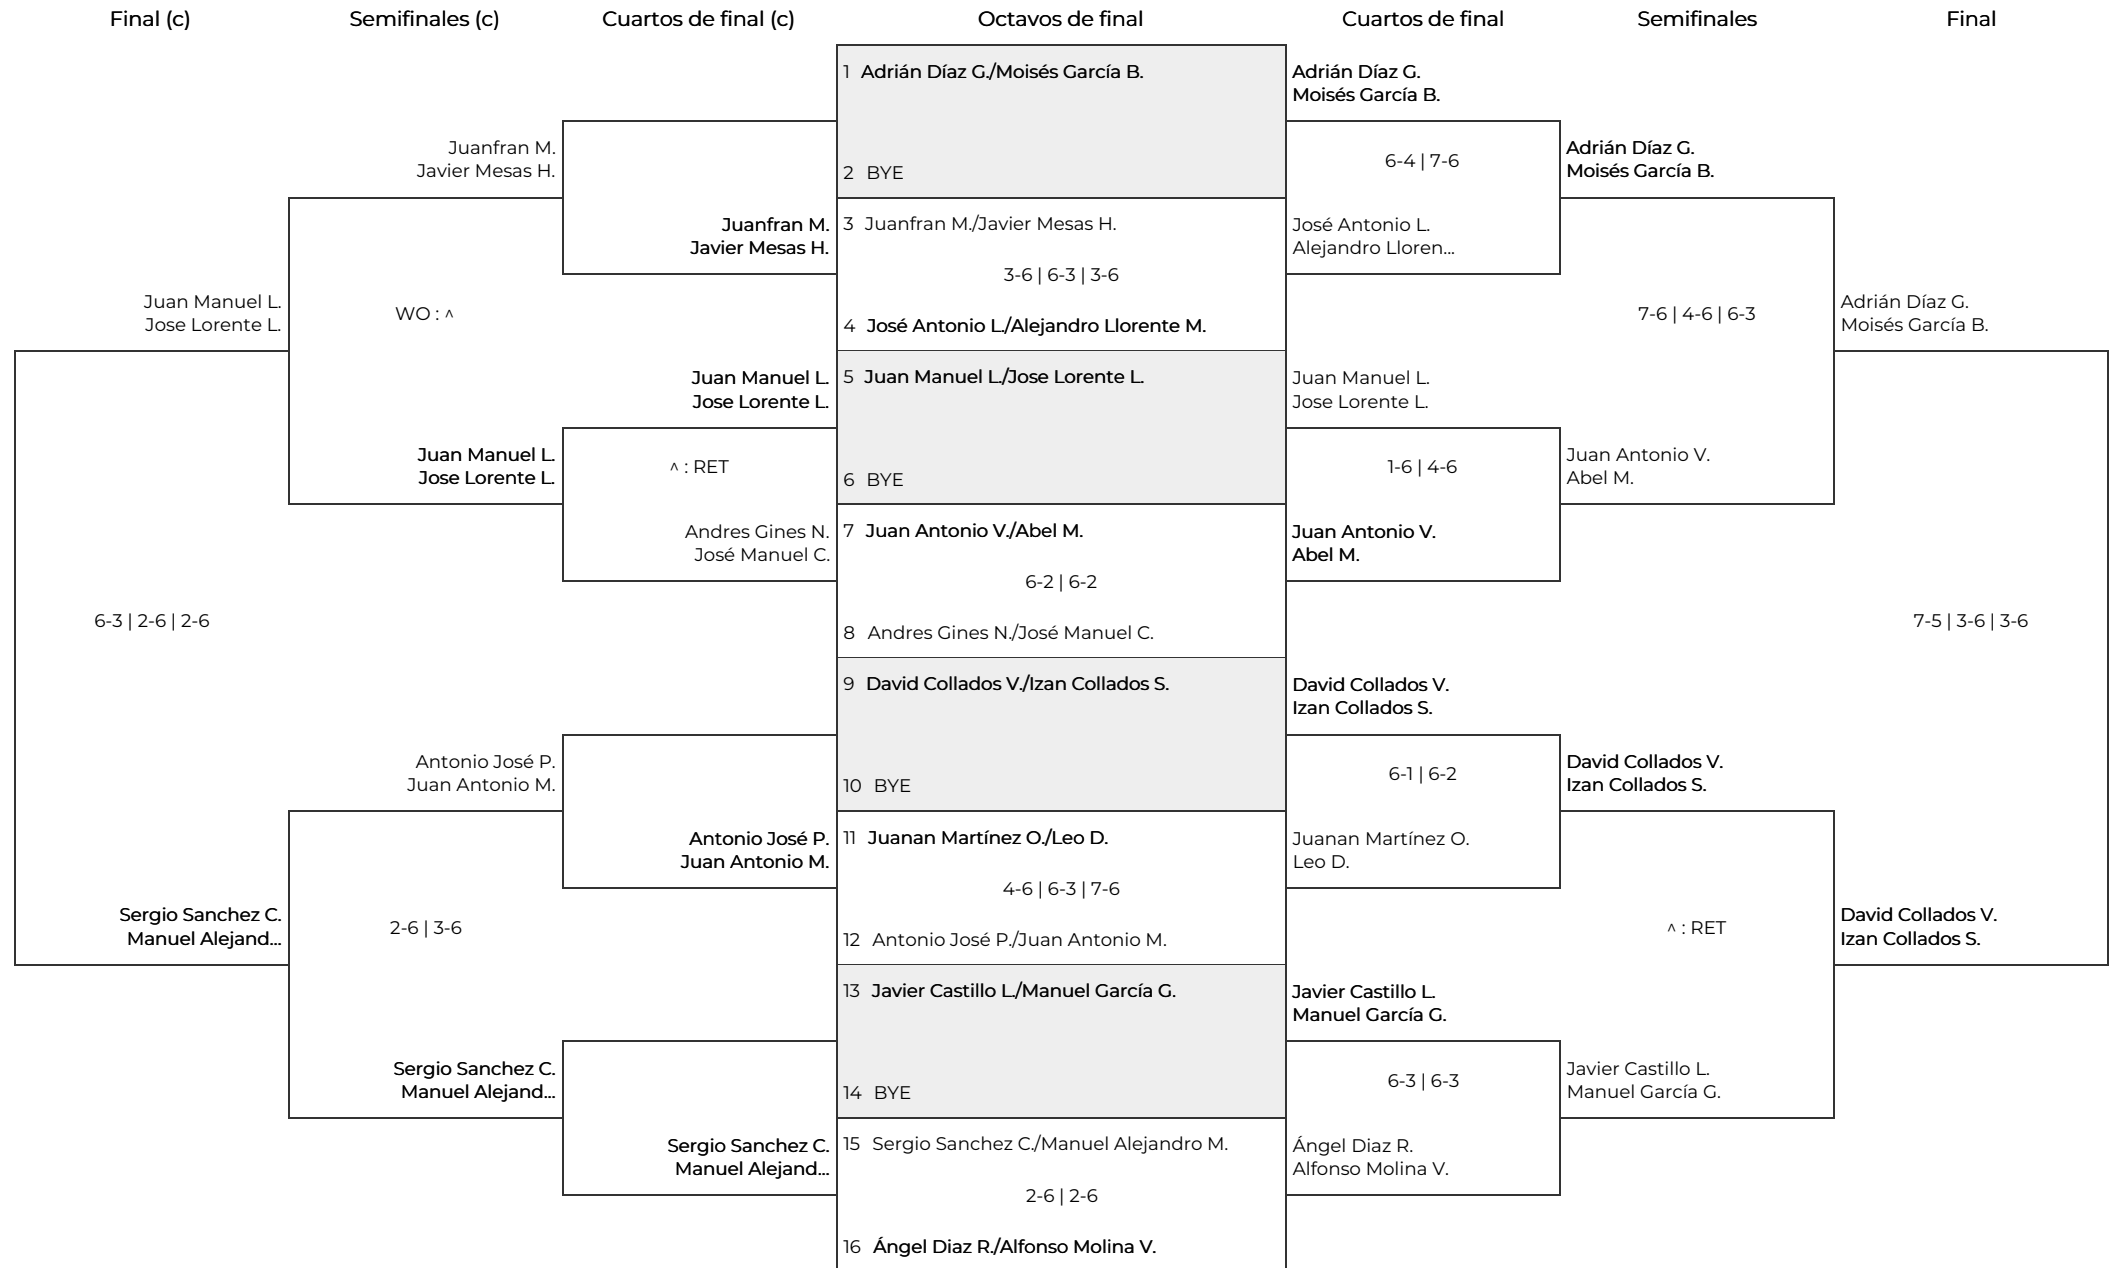 Final (c)
Semifinales (c)
Cuartos de final (c)
Octavos de final
Cuartos de final
Semifinales
Final
Juan Manuel L.
Jose Lorente L.
6-3 | 2-6 | 2-6
Sergio Sanchez C.
Manuel Alejand...
Juanfran M.
Javier Mesas H.
WO : ^
Juan Manuel L.
Jose Lorente L.
Antonio José P.
Juan Antonio M.
2-6 | 3-6
Sergio Sanchez C.
Manuel Alejand...
Juanfran M.
Javier Mesas H.
Juan Manuel L.
Jose Lorente L.
^ : RET
Andres Gines N.
José Manuel C.
Antonio José P.
Juan Antonio M.
Sergio Sanchez C.
Manuel Alejand...
1 Adrián Díaz G./Moisés García B.
2 BYE
3 Juanfran M./Javier Mesas H.
3-6 | 6-3 | 3-6
4 José Antonio L./Alejandro Llorente M.
5 Juan Manuel L./Jose Lorente L.
6 BYE
7 Juan Antonio V./Abel M.
6-2 | 6-2
8 Andres Gines N./José Manuel C.
9 David Collados V./Izan Collados S.
10 BYE
11 Juanan Martínez O./Leo D.
4-6 | 6-3 | 7-6
12 Antonio José P./Juan Antonio M.
13 Javier Castillo L./Manuel García G.
14 BYE
15 Sergio Sanchez C./Manuel Alejandro M.
2-6 | 2-6
16 Ángel Diaz R./Alfonso Molina V.
Adrián Díaz G.
Moisés García B.
6-4 | 7-6
José Antonio L.
Alejandro Lloren...
Juan Manuel L.
Jose Lorente L.
1-6 | 4-6
Juan Antonio V.
Abel M.
David Collados V.
Izan Collados S.
6-1 | 6-2
Juanan Martínez O.
Leo D.
Javier Castillo L.
Manuel García G.
6-3 | 6-3
Ángel Diaz R.
Alfonso Molina V.
Adrián Díaz G.
Moisés García B.
7-6 | 4-6 | 6-3
Juan Antonio V.
Abel M.
David Collados V.
Izan Collados S.
^ : RET
Javier Castillo L.
Manuel García G.
Adrián Díaz G.
Moisés García B.
7-5 | 3-6 | 3-6
David Collados V.
Izan Collados S.